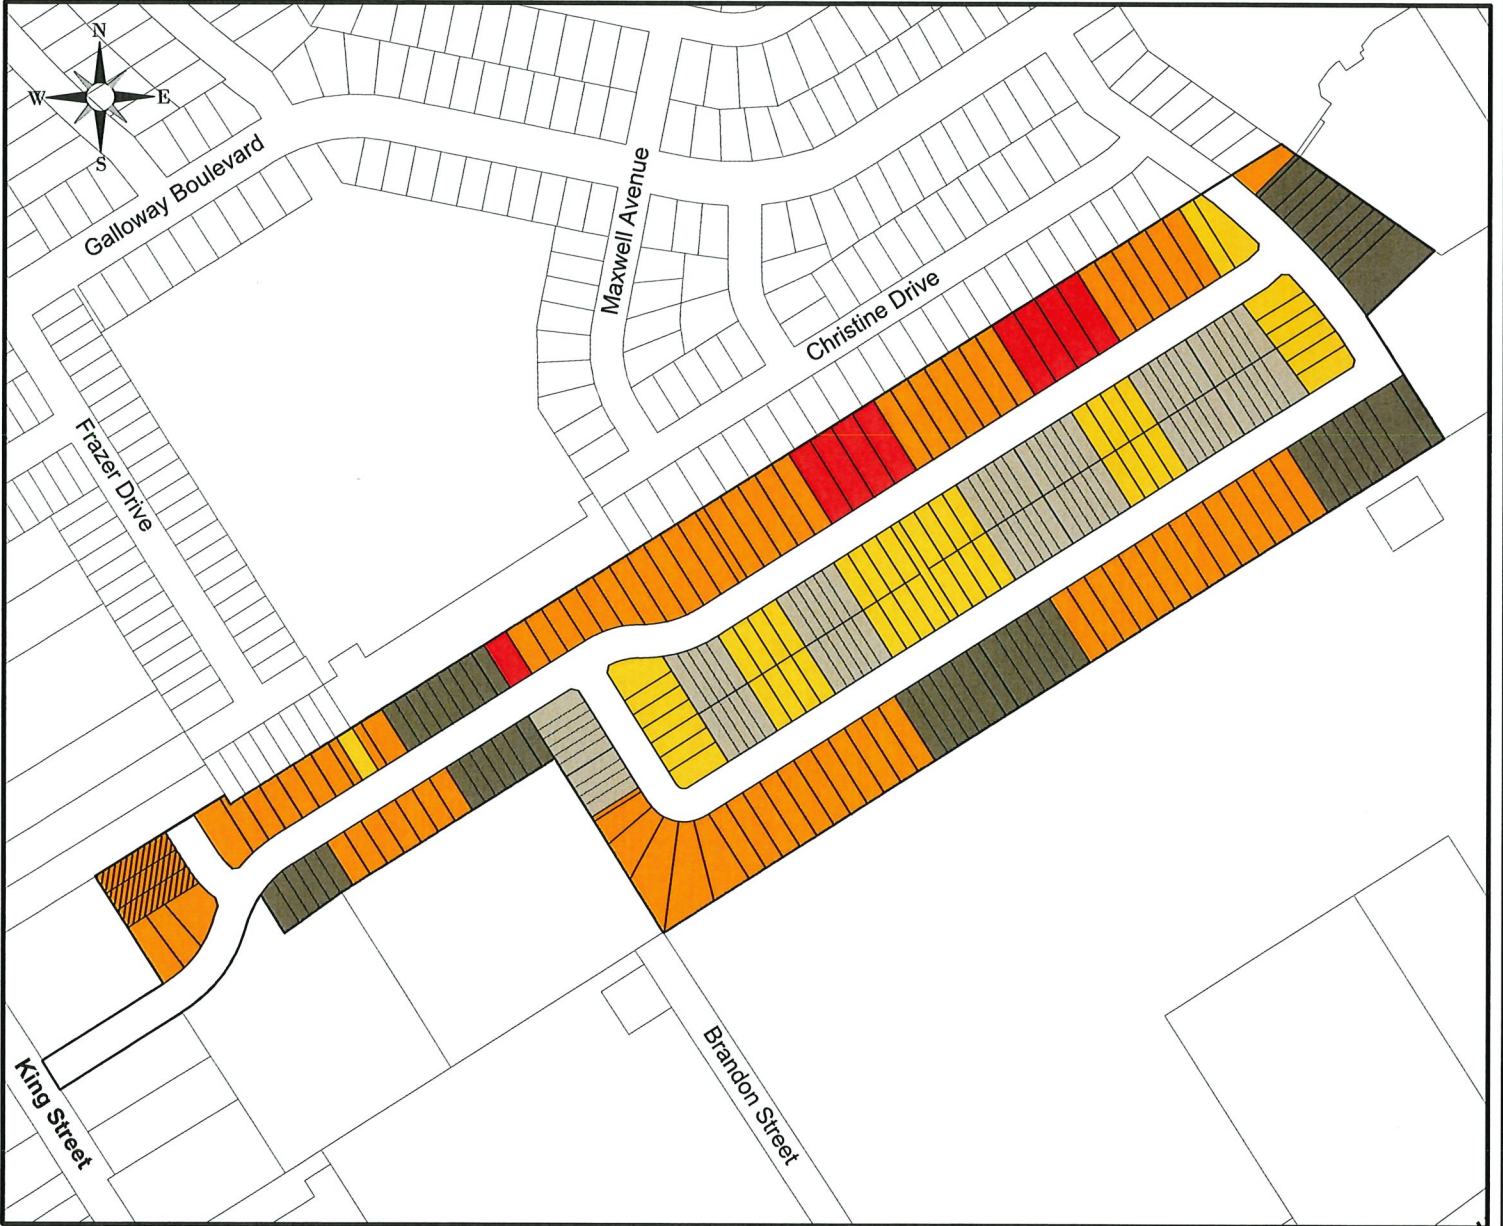 N
W E
S
Galloway Boulevard
Maxwell Avenue
Christine Drive
Frazer Drive
King Street
Brandon Street